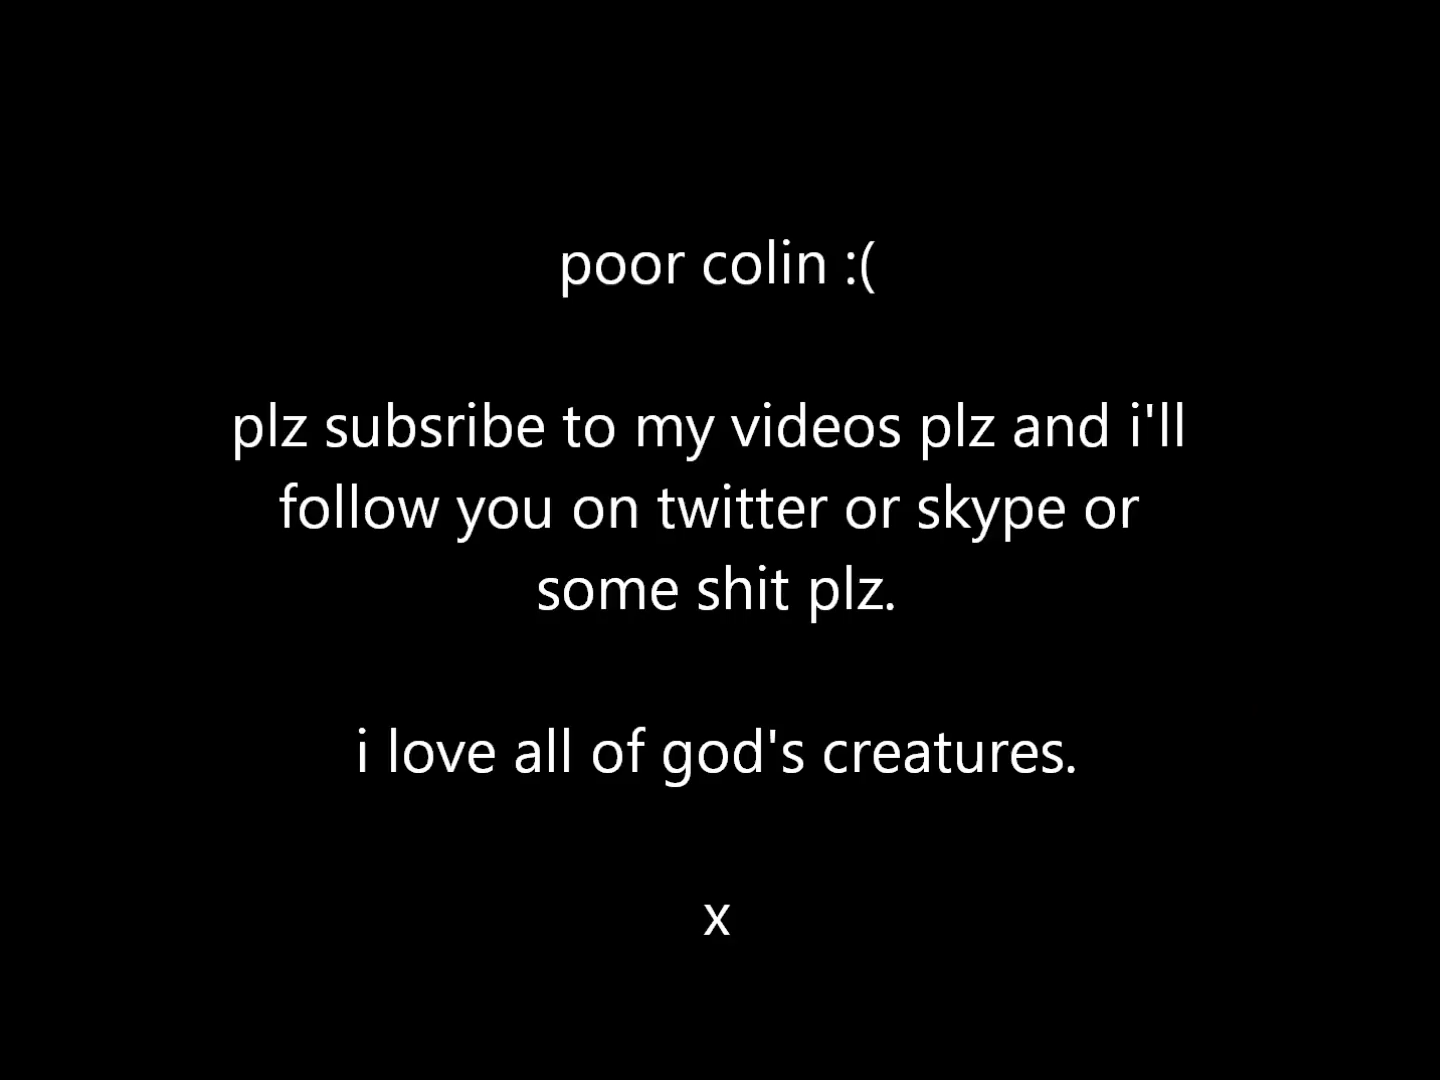 poor colin :(
plz subsribe to my videos plz and i'll
follow you on twitter or skype or
some shit plz.
i love all of god's creatures.
x